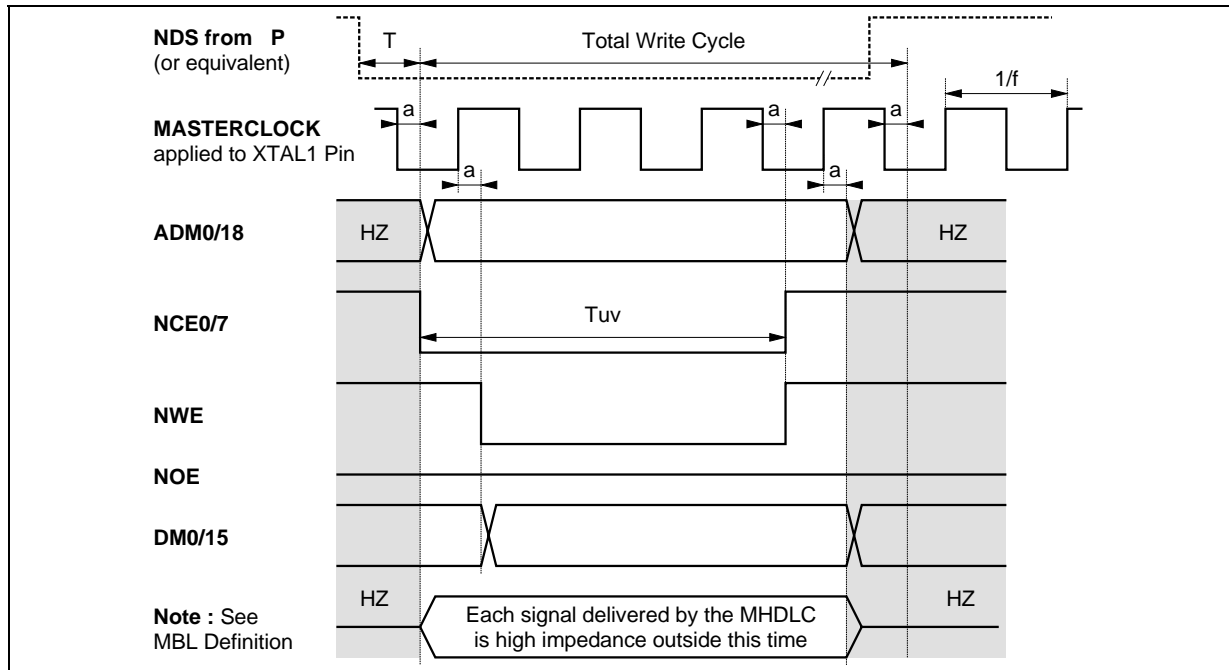 NDS from P
(or equivalent)
T
Total Write Cycle
1/f
MASTERCLOCK
applied to XTAL1 Pin
a
a
a
a
a
ADM0/18
HZ
HZ
NCE0/7
Tuv
NWE
NOE
DM0/15
HZ
HZ
Note : See
MBL Definition
Each signal delivered by the MHDLC
is high impedance outside this time